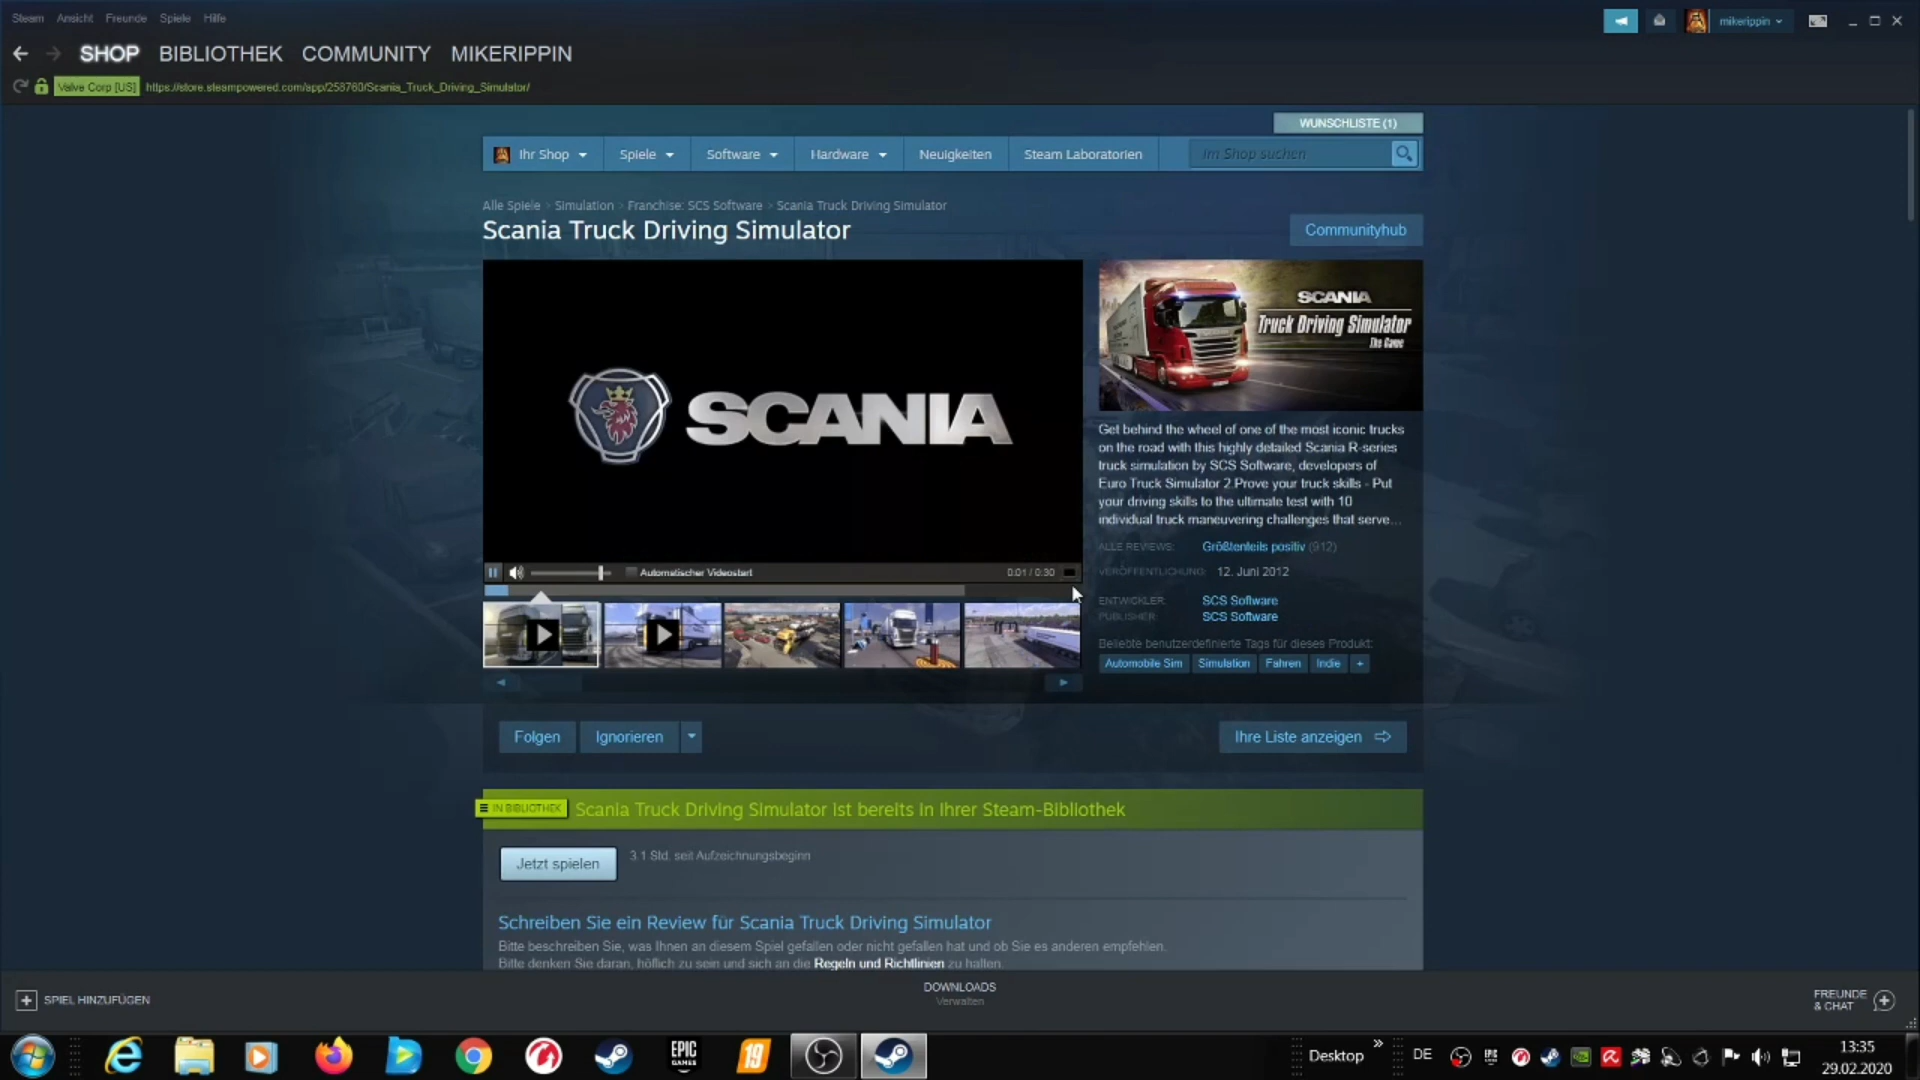 Steam Ansicht Freunde Spiele Hilfe
mikerippin
SHOP BIBLIOTHEK COMMUNITY MIKERIPPIN
Valve Corp [US] https://store.steampowered.com/app/258760/Scania_Truck_Driving_Simulator/
WUNSCHLISTE (1)
Ihr Shop Spiele Software Hardware Neuigkeiten Steam Laboratorien im Shop suchen
Alle Spiele > Simulation > Franchise: SCS Software > Scania Truck Driving Simulator
Scania Truck Driving Simulator
Communityhub
SCANIA
SCANIA
Truck Driving Simulator
The Game
Get behind the wheel of one of the most iconic trucks
on the road with this highly detailed Scania R-series
truck simulation by SCS Software, developers of
Euro Truck Simulator 2.Prove your truck skills - Put
your driving skills to the ultimate test with 10
individual truck maneuvering challenges that serve...
ALLE REVIEWS: Größtenteils positiv (912)
VERÖFFENTLICHUNG: 12. Juni 2012
ENTWICKLER: SCS Software
PUBLISHER: SCS Software
Beliebte benutzerdefinierte Tags für dieses Produkt:
Automobile Sim Simulation Fahren Indie +
Automatischer Videostart 0:01 / 0:30
Folgen Ignorieren Ihre Liste anzeigen
IN BIBLIOTHEK Scania Truck Driving Simulator ist bereits in Ihrer Steam-Bibliothek
Jetzt spielen 3.1 Std. seit Aufzeichnungsbeginn
Schreiben Sie ein Review für Scania Truck Driving Simulator
Bitte beschreiben Sie, was Ihnen an diesem Spiel gefallen oder nicht gefallen hat und ob Sie es anderen empfehlen.
Bitte denken Sie daran, höflich zu sein und sich an die Regeln und Richtlinien zu halten
SPIEL HINZUFÜGEN
DOWNLOADS
Verwalten
FREUNDE
& CHAT
EPIC
GAMES
19
Desktop
DE
13:35
29.02.2020